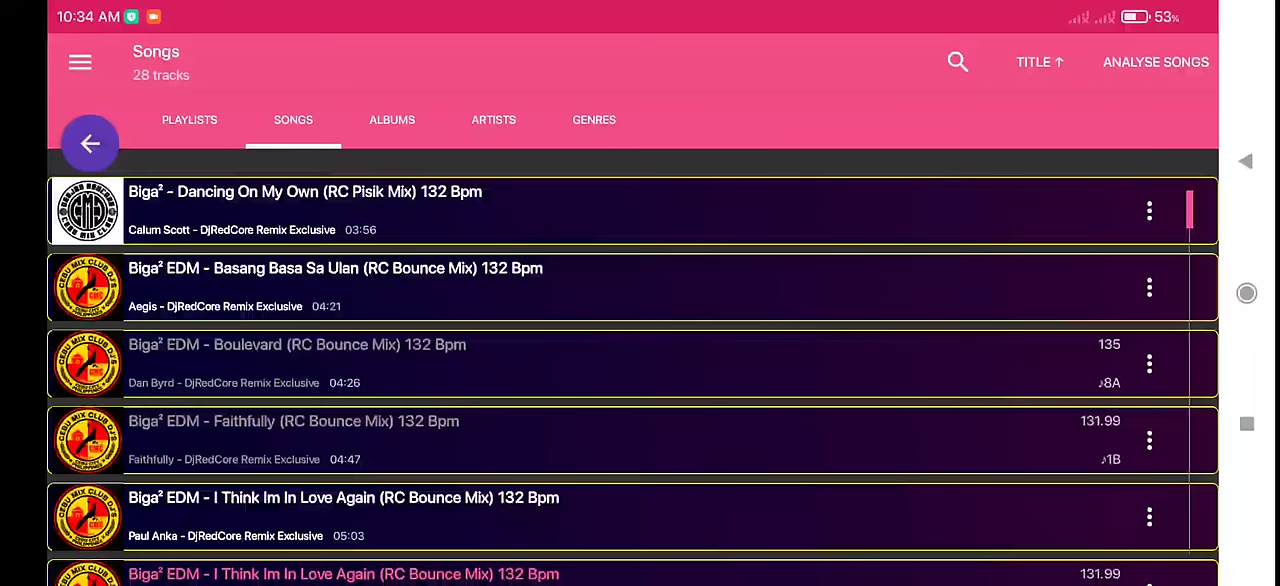 10:34 AM
53%
Songs
28 tracks
TITLE ↑
ANALYSE SONGS
PLAYLISTS
SONGS
ALBUMS
ARTISTS
GENRES
Biga² - Dancing On My Own (RC Pisik Mix) 132 Bpm
Calum Scott - DjRedCore Remix Exclusive 03:56
Biga² EDM - Basang Basa Sa Ulan (RC Bounce Mix) 132 Bpm
Aegis - DjRedCore Remix Exclusive 04:21
Biga² EDM - Boulevard (RC Bounce Mix) 132 Bpm
135
Dan Byrd - DjRedCore Remix Exclusive 04:26
♪8A
Biga² EDM - Faithfully (RC Bounce Mix) 132 Bpm
131.99
Faithfully - DjRedCore Remix Exclusive 04:47
♪1B
Biga² EDM - I Think Im In Love Again (RC Bounce Mix) 132 Bpm
Paul Anka - DjRedCore Remix Exclusive 05:03
Biga² EDM - I Think Im In Love Again (RC Bounce Mix) 132 Bpm
131.99